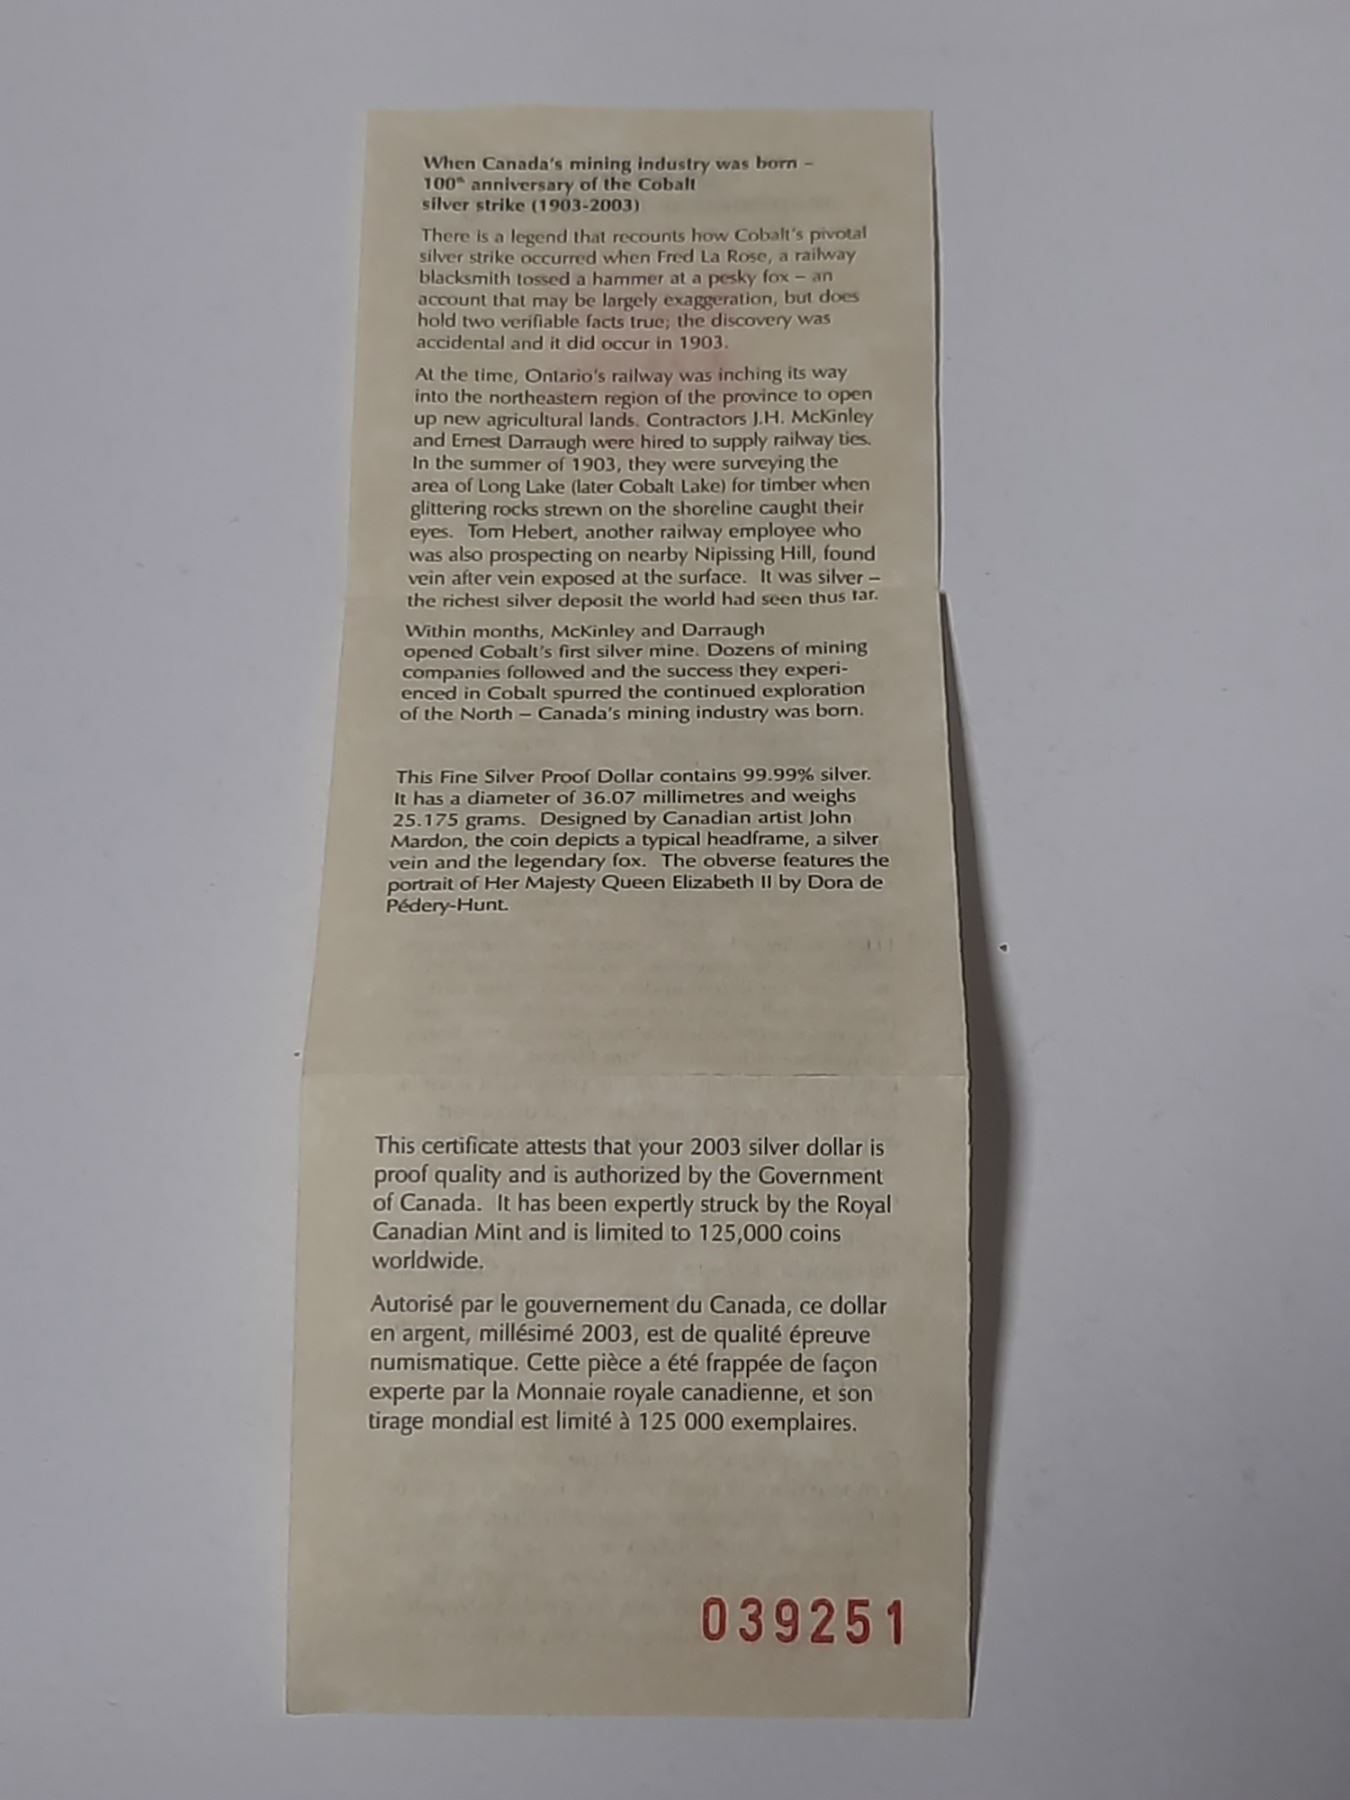 When Canada's mining industry was born –
100th anniversary of the Cobalt
silver strike (1903-2003)
There is a legend that recounts how Cobalt's pivotal
silver strike occurred when Fred La Rose, a railway
blacksmith tossed a hammer at a pesky fox – an
account that may be largely exaggeration, but does
hold two verifiable facts true; the discovery was
accidental and it did occur in 1903.
At the time, Ontario's railway was inching its way
into the northeastern region of the province to open
up new agricultural lands. Contractors J.H. McKinley
and Ernest Darraugh were hired to supply railway ties.
In the summer of 1903, they were surveying the
area of Long Lake (later Cobalt Lake) for timber when
glittering rocks strewn on the shoreline caught their
eyes. Tom Hebert, another railway employee who
was also prospecting on nearby Nipissing Hill, found
vein after vein exposed at the surface. It was silver –
the richest silver deposit the world had seen thus far.
Within months, McKinley and Darraugh
opened Cobalt's first silver mine. Dozens of mining
companies followed and the success they experi-
enced in Cobalt spurred the continued exploration
of the North – Canada's mining industry was born.
This Fine Silver Proof Dollar contains 99.99% silver.
It has a diameter of 36.07 millimetres and weighs
25.175 grams. Designed by Canadian artist John
Mardon, the coin depicts a typical headframe, a silver
vein and the legendary fox. The obverse features the
portrait of Her Majesty Queen Elizabeth II by Dora de
Pédery-Hunt.
This certificate attests that your 2003 silver dollar is
proof quality and is authorized by the Government
of Canada. It has been expertly struck by the Royal
Canadian Mint and is limited to 125,000 coins
worldwide.
Autorisé par le gouvernement du Canada, ce dollar
en argent, millésimé 2003, est de qualité épreuve
numismatique. Cette pièce a été frappée de façon
experte par la Monnaie royale canadienne, et son
tirage mondial est limité à 125 000 exemplaires.
039251